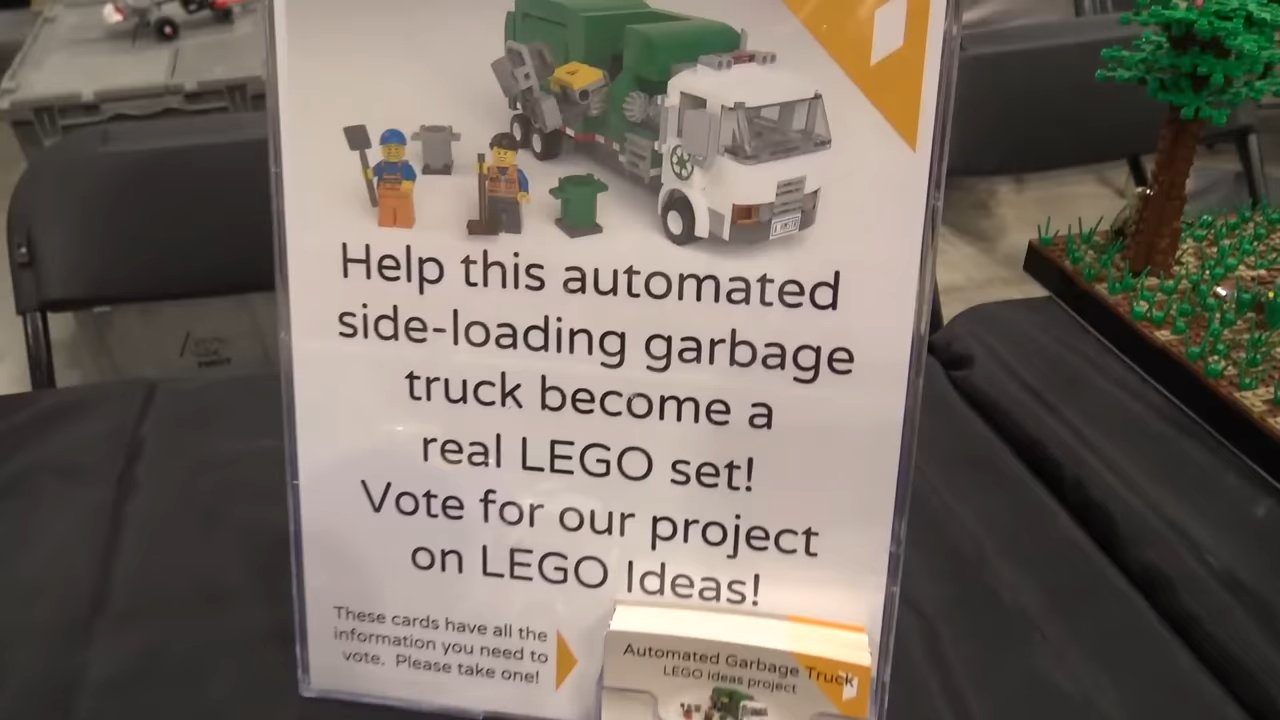 Help this automated
side-loading garbage
truck become a
real LEGO set!
Vote for our project
on LEGO Ideas!
These cards have all the
information you need to
vote. Please take one!
Automated Garbage Truck
LEGO Ideas project